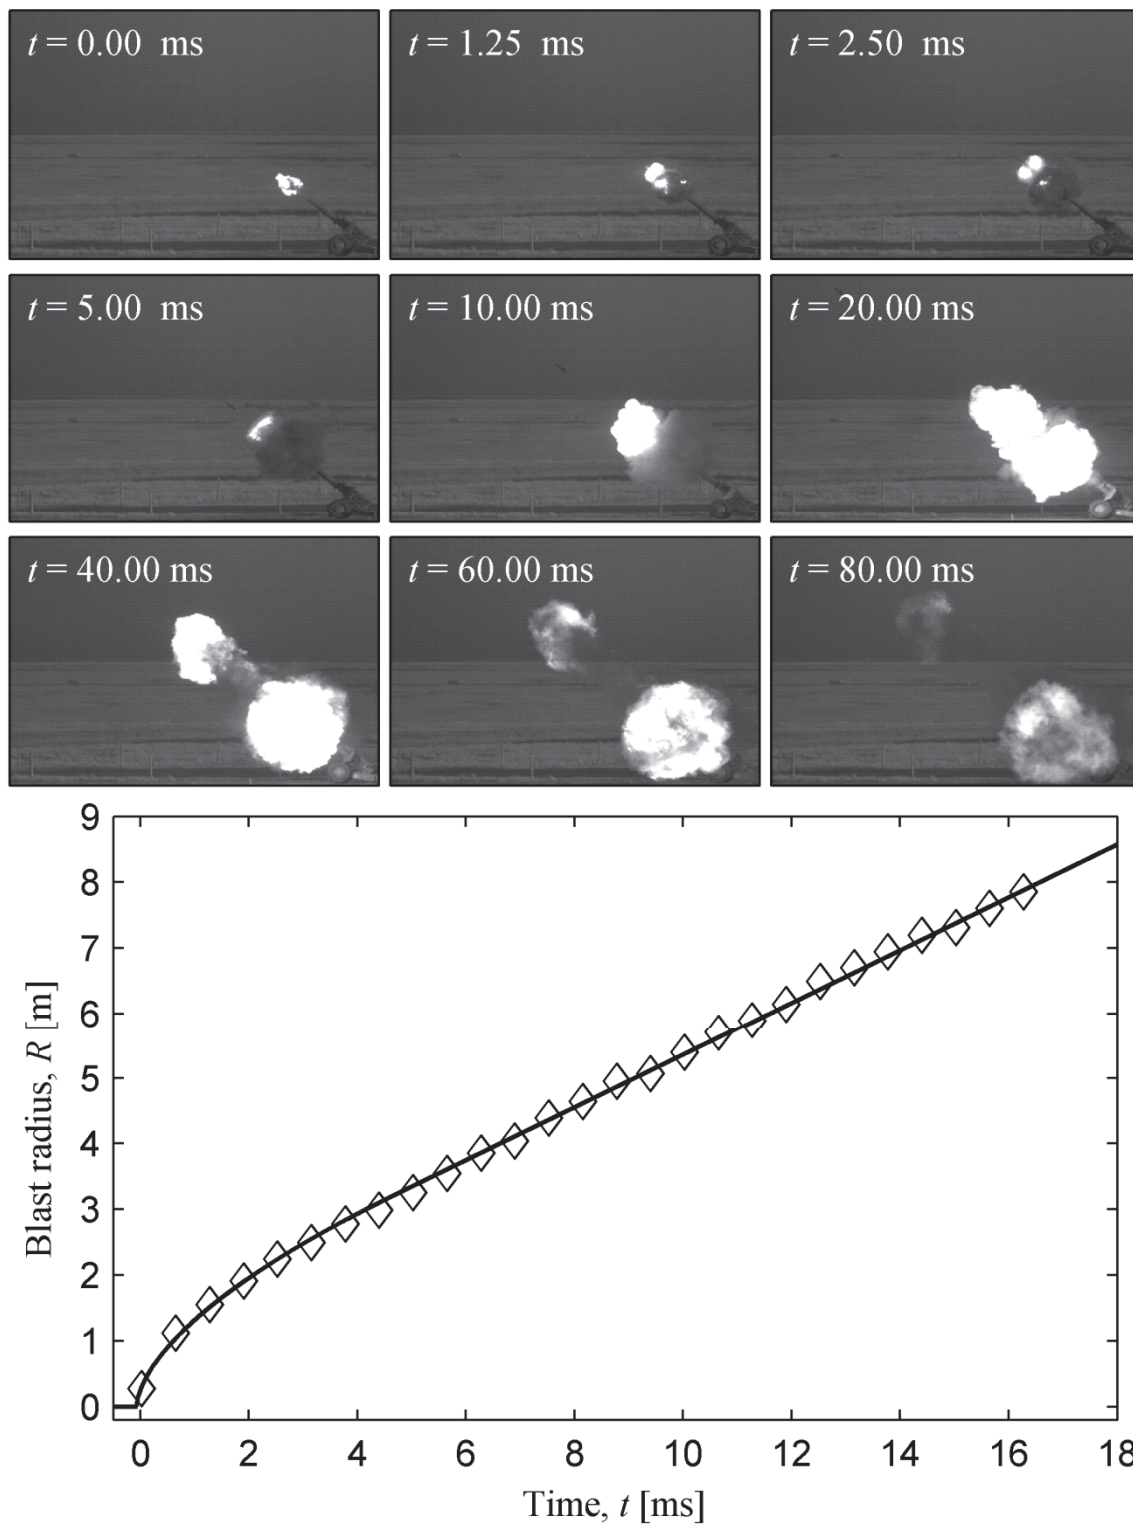 t = 0.00 ms
t = 1.25 ms
t = 2.50 ms
t = 5.00 ms
t = 10.00 ms
t = 20.00 ms
t = 40.00 ms
t = 60.00 ms
t = 80.00 ms
9
8
7
6
5
4
3
2
1
0
Blast radius, R [m]
0 2 4 6 8 10 12 14 16 18
Time, t [ms]